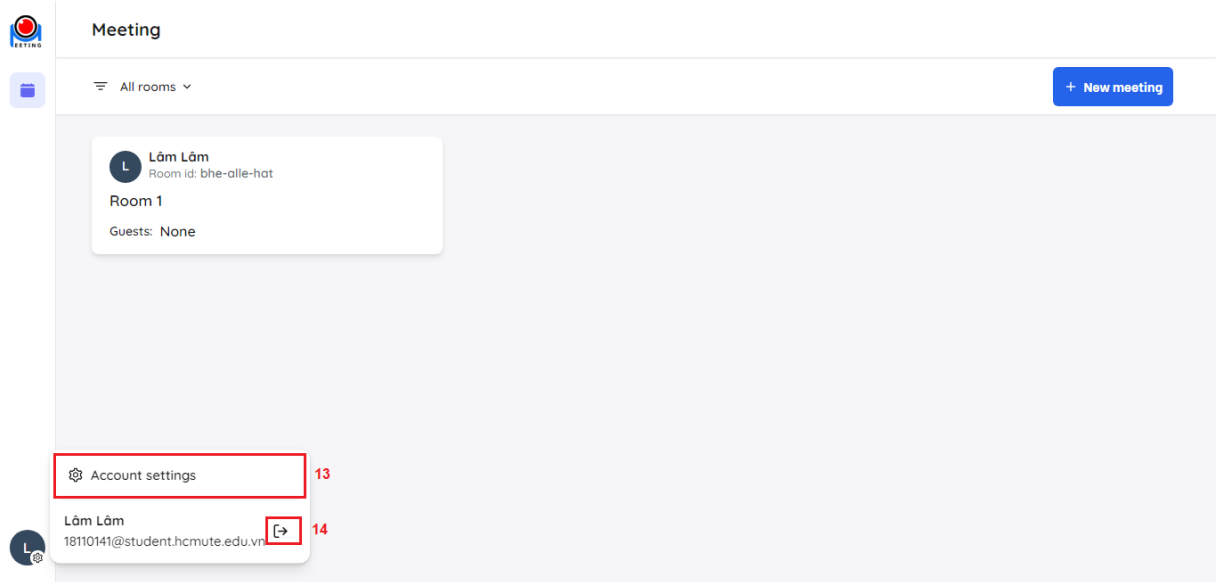 Meeting
EETING
All rooms
+ New meeting
L
Lâm Lâm
Room id: bhe-alle-hat
Room 1
Guests: None
Account settings
13
Lâm Lâm
14
18110141@student.hcmute.edu.vn
L